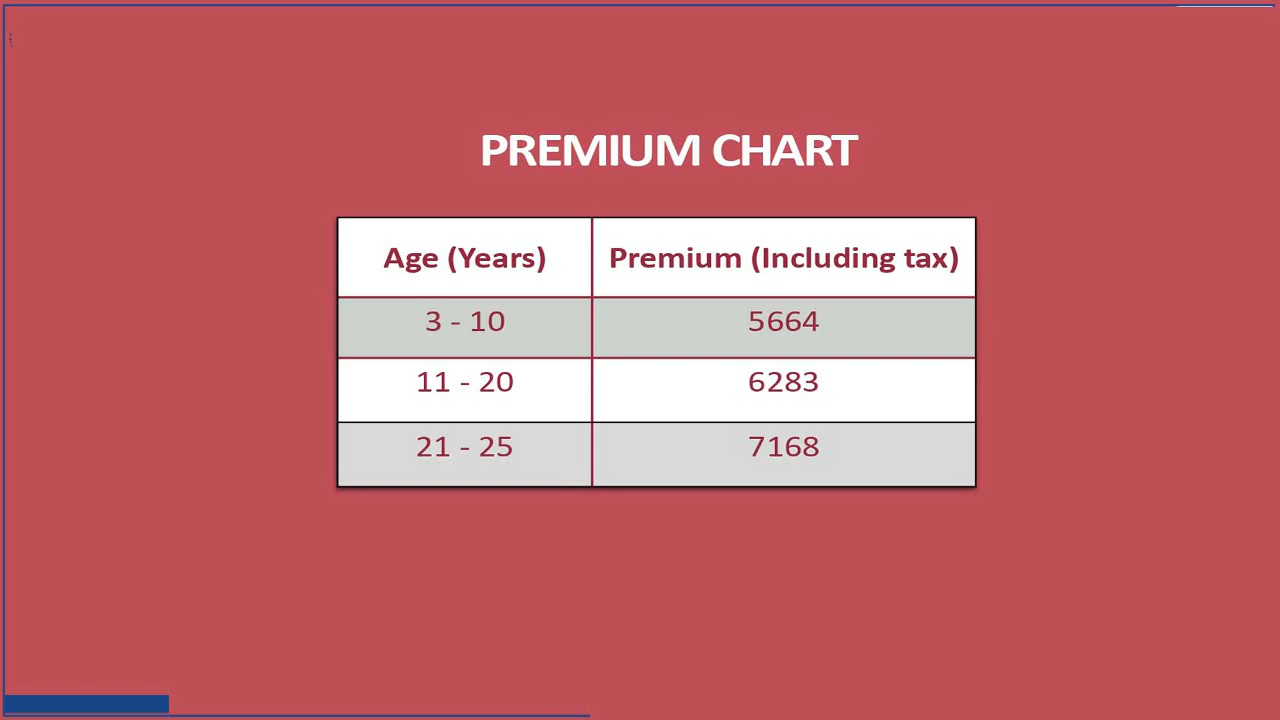 PREMIUM CHART
Age (Years) Premium (Including tax)
3 - 10 5664
11 - 20 6283
21 - 25 7168